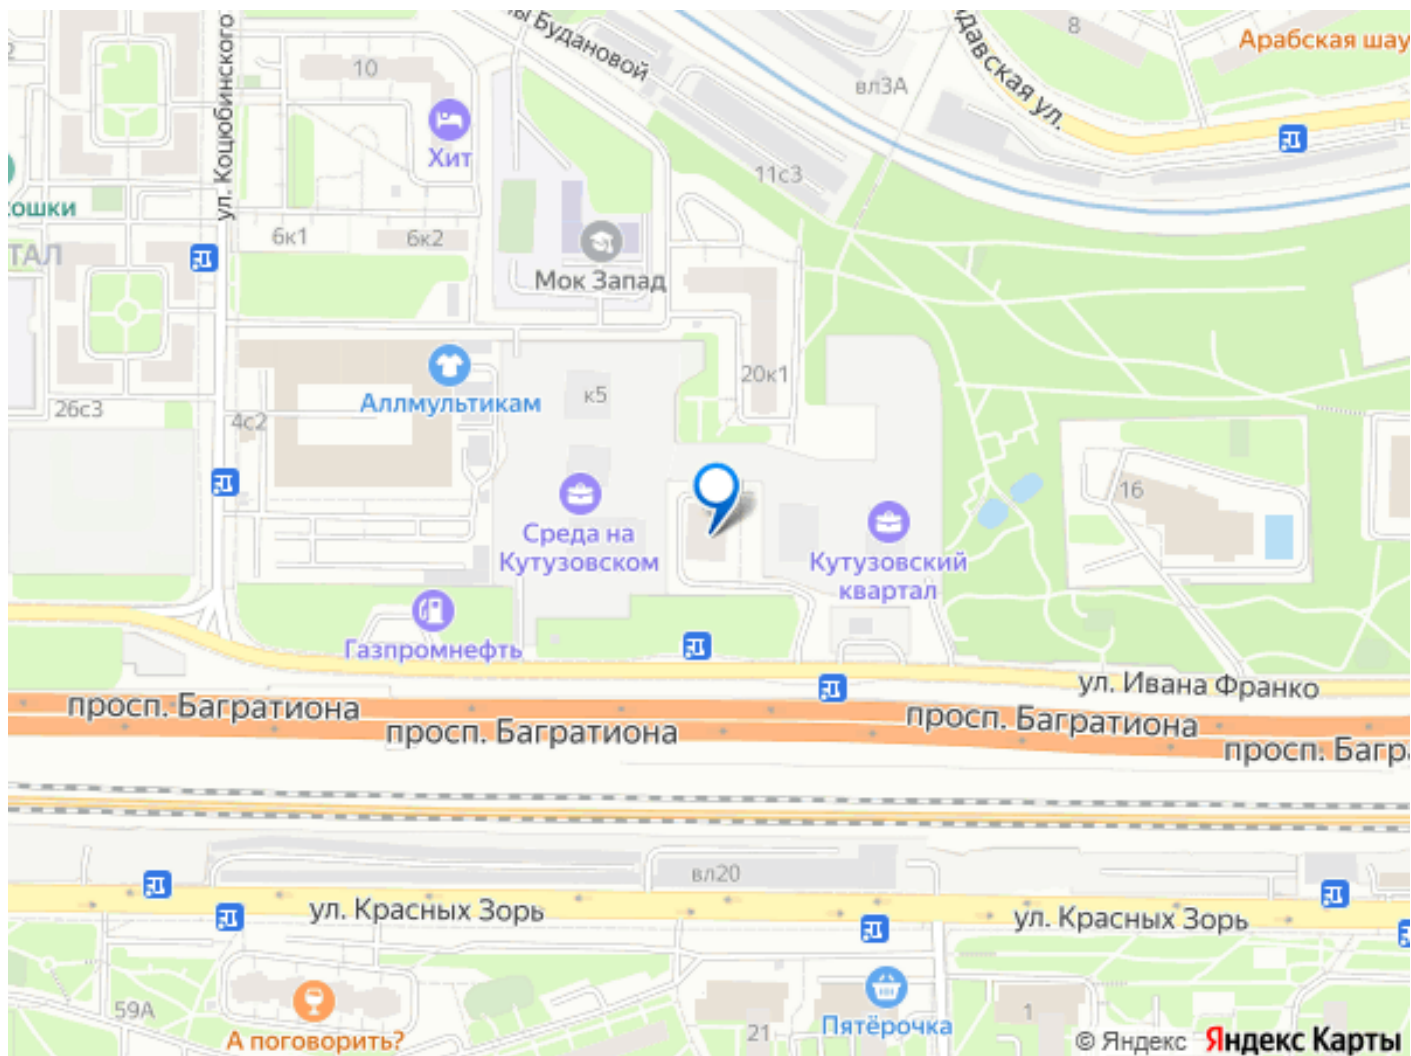 ны Будановой
давская ул.
8
Арабская шау
10
вл3А
Хит
ул. Коцюбинского
11с3
ошки
6к1
6к2
ТАЛ
Мок Запад
20к1
к5
Аллмультикам
26с3
4с2
16
Среда на
Кутузовском
Кутузовский
квартал
Газпромнефть
ул. Ивана Франко
просп. Багратиона
просп. Багратиона
просп. Багратиона
просп. Багра
вл20
ул. Красных Зорь
ул. Красных Зорь
59А
А поговорить?
21
Пятёрочка
1
© Яндекс Яндекс Карты